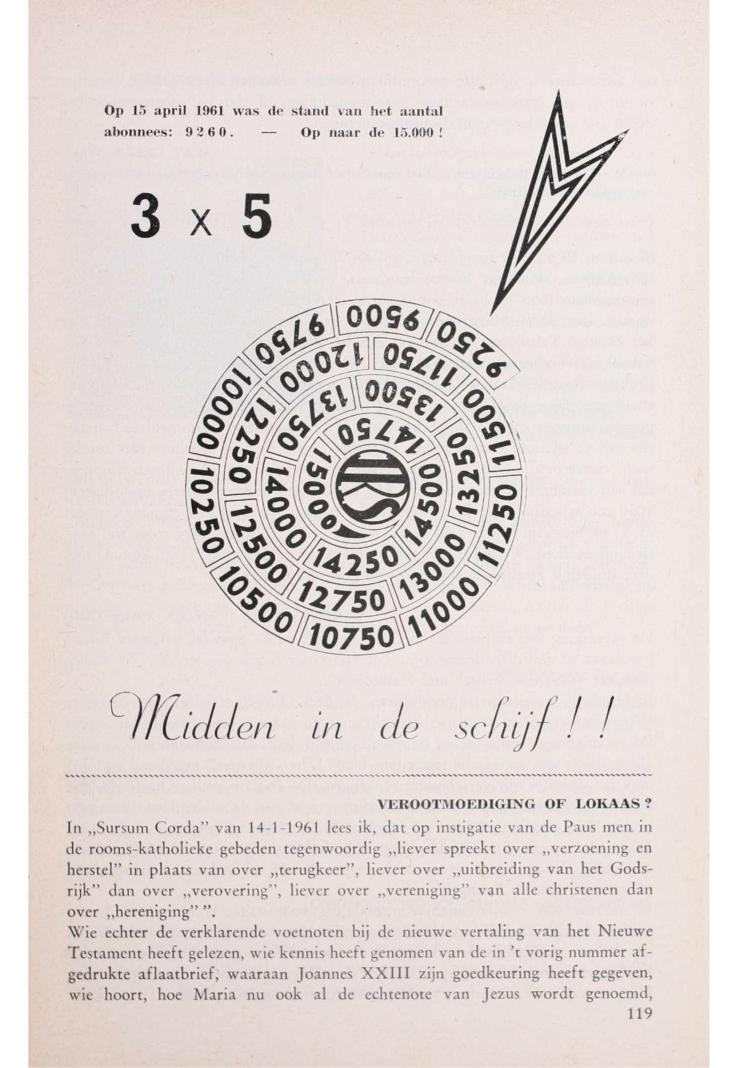 Op 15 april 1961 was de stand van het aantal
abonnees: 9260. — Op naar de 15.000!
3 x 5
9250
9500
9750
10000
10250
10500
10750
11000
11250
11500
11750
12000
12250
12500
12750
13000
13250
13500
13750
14000
14250
14500
14750
15000
IRS
Midden in de schijf!!
VEROOTMOEDIGING OF LOKAAS?
In „Sursum Corda” van 14-1-1961 lees ik, dat op instigatie van de Paus men in
de rooms-katholieke gebeden tegenwoordig „liever spreekt over „verzoening en
herstel” in plaats van over „terugkeer”, liever over „uitbreiding van het Gods-
rijk” dan over „verovering”, liever over „vereniging” van alle christenen dan
over „hereniging” ”.
Wie echter de verklarende voetnoten bij de nieuwe vertaling van het Nieuwe
Testament heeft gelezen, wie kennis heeft genomen van de in 't vorig nummer af-
gedrukte aflaatbrief, waaraan Joannes XXIII zijn goedkeuring heeft gegeven,
wie hoort, hoe Maria nu ook al de echtenote van Jezus wordt genoemd,
119